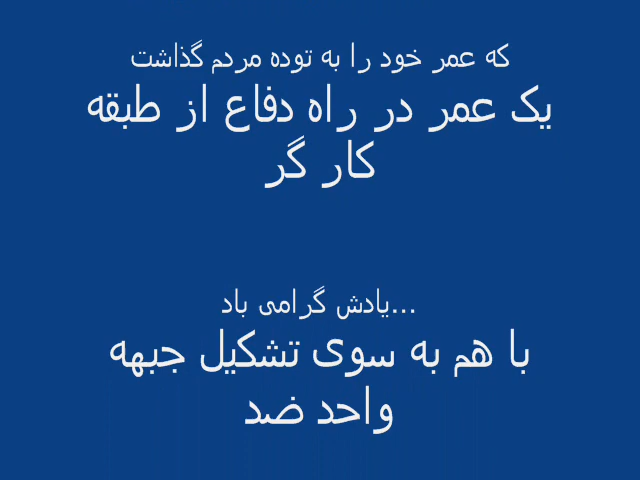 که عمر خود را به توده مردم گذاشت
یک عمر در راه دفاع از طبقه
کار گر
یادش گرامی باد...
با هم به سوی تشکیل جبهه
واحد ضد